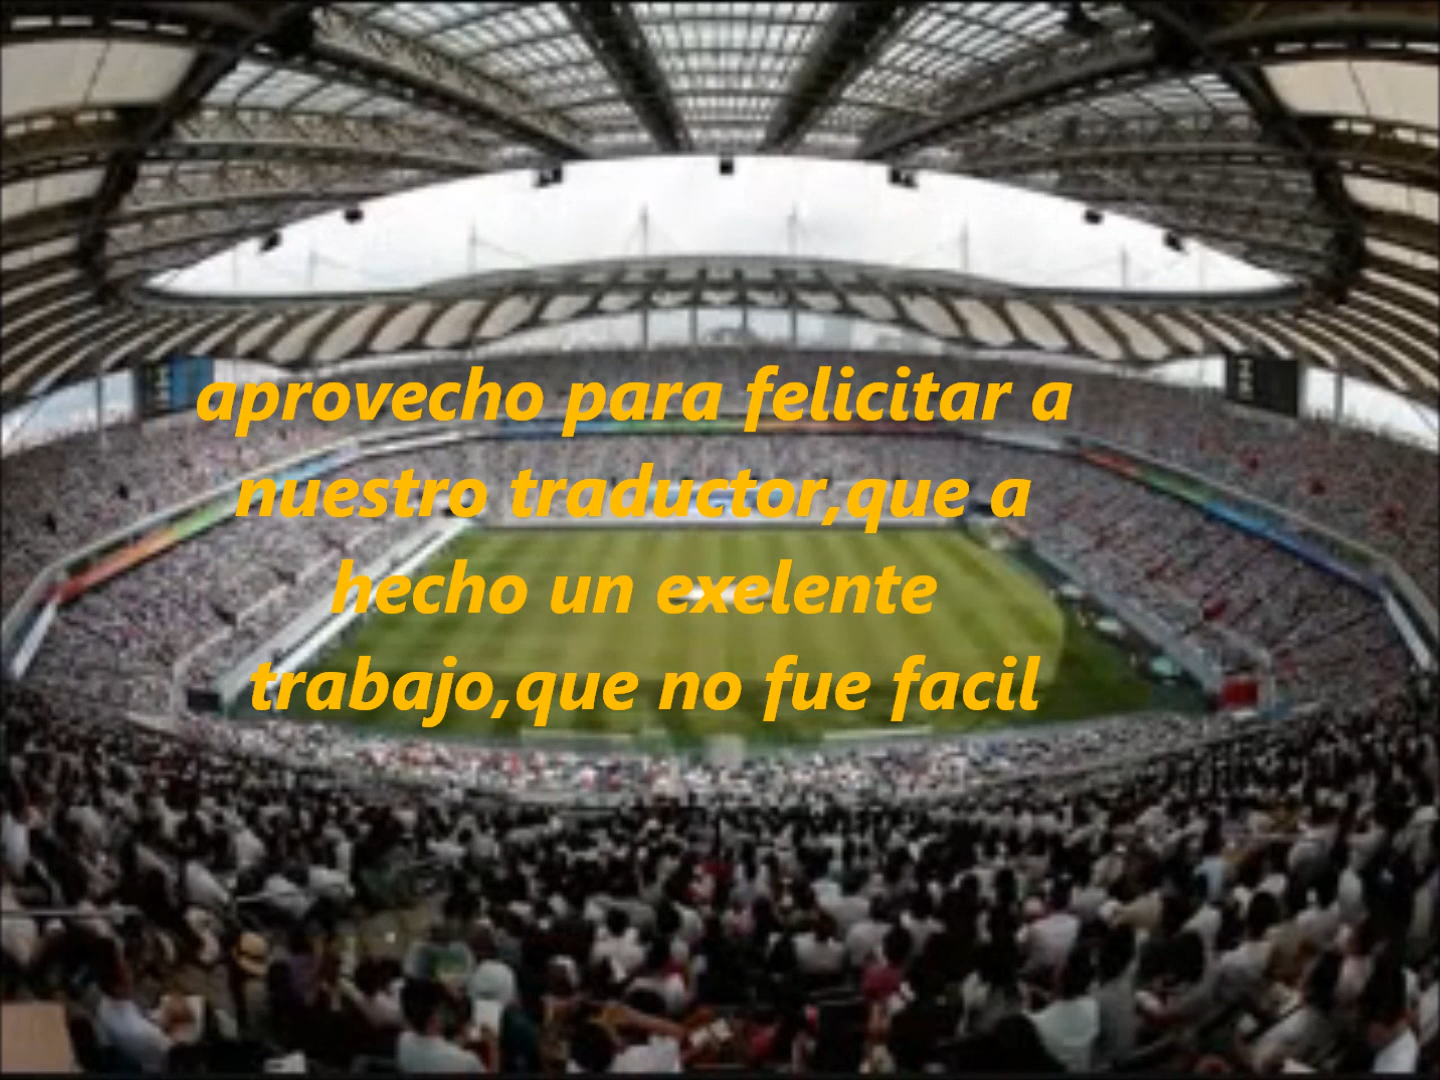 aprovecho para felicitar a
nuestro traductor,que a
hecho un exelente
trabajo,que no fue facil